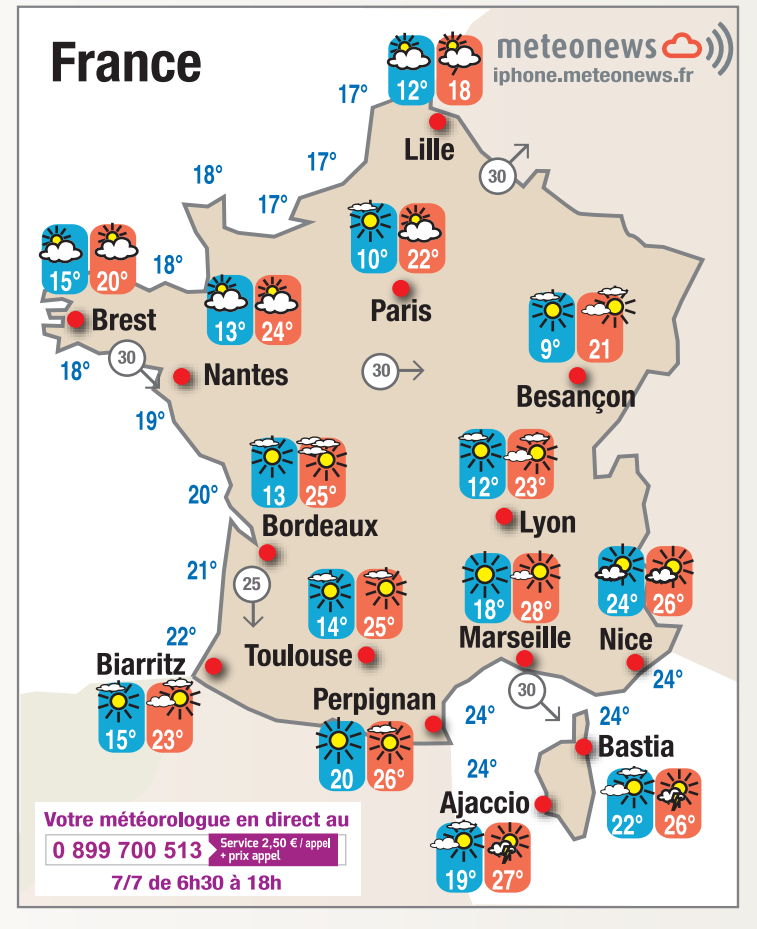 France
meteonews
iphone.meteonews.fr
12° 18
17°
Lille
17°
30
18°
17°
10° 22°
15° 20°
18°
Paris
13° 24°
Brest
9° 21
30
18°
Nantes
30
Besançon
19°
13 25°
12° 23°
20°
Bordeaux
Lyon
21°
25
14° 25°
18° 28°
24° 26°
22°
Biarritz
Toulouse
Marseille
Nice
15° 23°
Perpignan
30
24°
24°
24°
20 26°
Bastia
24°
22° 26°
Ajaccio
19° 27°
Votre météorologue en direct au
0 899 700 513
Service 2,50 € / appel
+ prix appel
7/7 de 6h30 à 18h